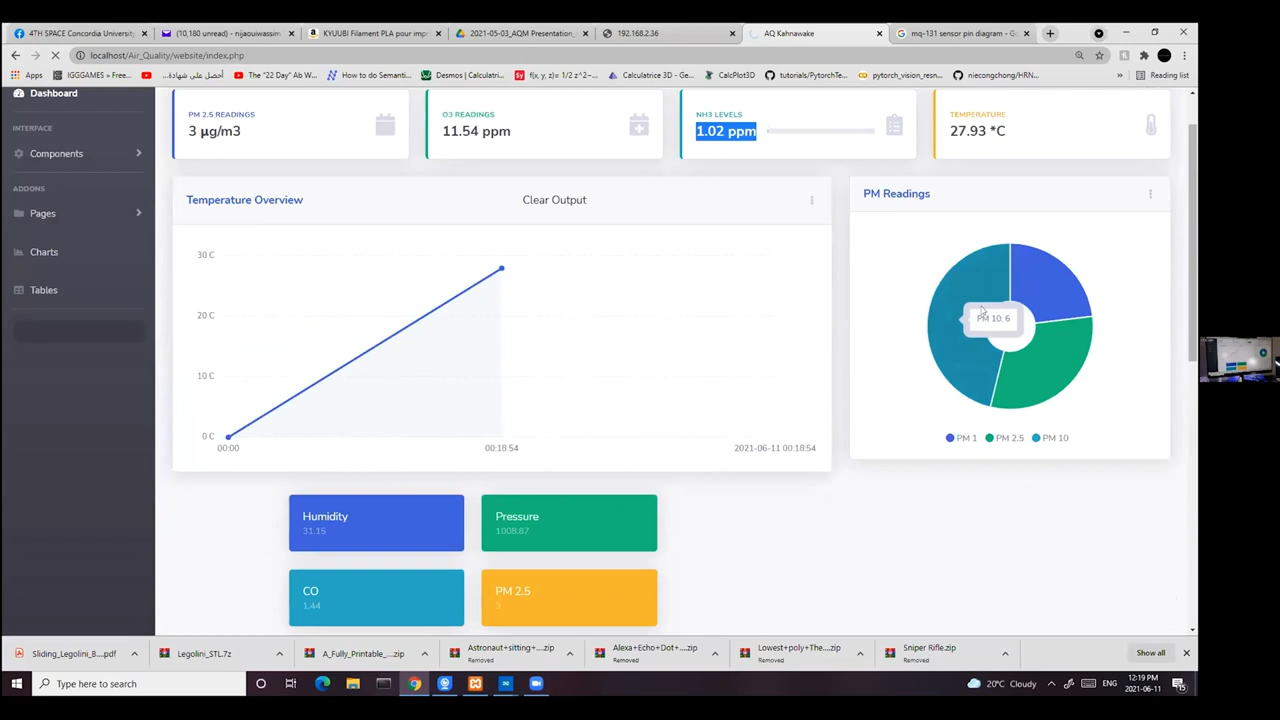 4TH SPACE Concordia University
(10,180 unread) - nijaouiwassim
KYUUBI Filament PLA pour imp
2021-05-03_AQM Presentation_
192.168.2.36
AQ Kahnawake
mq-131 sensor pin diagram - G
localhost/Air_Quality/website/index.php
Apps
IGGGAMES » Free...
أحصل على شهادة...
The "22 Day" Ab W...
How to do Semanti...
Desmos | Calculatri...
f(x, y)= 1/2 z^2-...
Calculatrice 3D - Ge...
CalcPlot3D
tutorials/PytorchTe...
pytorch_vision_resn...
niecongchong/HRN...
»
Reading list
Dashboard
INTERFACE
Components
ADDONS
Pages
Charts
Tables
PM 2.5 READINGS
3 µg/m3
O3 READINGS
11.54 ppm
NH3 LEVELS
1.02 ppm
TEMPERATURE
27.93 *C
Temperature Overview
Clear Output
30 C
20 C
10 C
0 C
00:00
00:18:54
2021-06-11 00:18:54
PM Readings
PM 10: 6
PM 1
PM 2.5
PM 10
Humidity
31.15
Pressure
1008.87
CO
1.44
PM 2.5
3
Sliding_Legolini_B....pdf
Legolini_STL.7z
A_Fully_Printable_....zip
Astronaut+sitting+....zip
Removed
Alexa+Echo+Dot+....zip
Removed
Lowest+poly+The....zip
Removed
Sniper Rifle.zip
Removed
Show all
Type here to search
20°C Cloudy
ENG
12:19 PM
2021-06-11
15